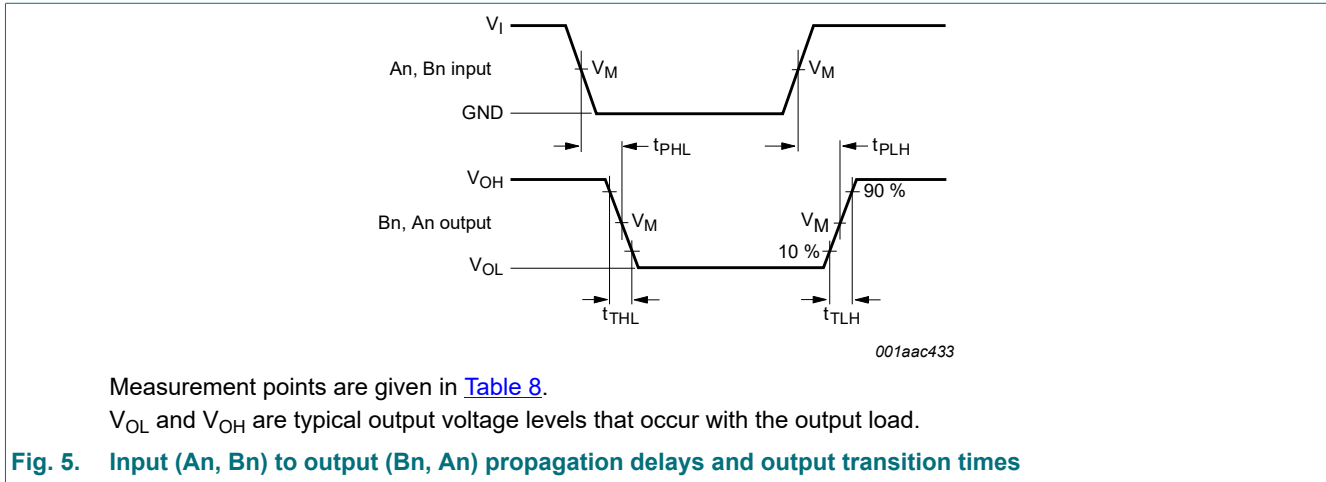 VI
An, Bn input
VM
VM
GND
tPHL
tPLH
VOH
90 %
Bn, An output
VM
VM
10 %
VOL
tTHL
tTLH
001aac433
Measurement points are given in Table 8.
VOL and VOH are typical output voltage levels that occur with the output load.
Fig. 5. Input (An, Bn) to output (Bn, An) propagation delays and output transition times